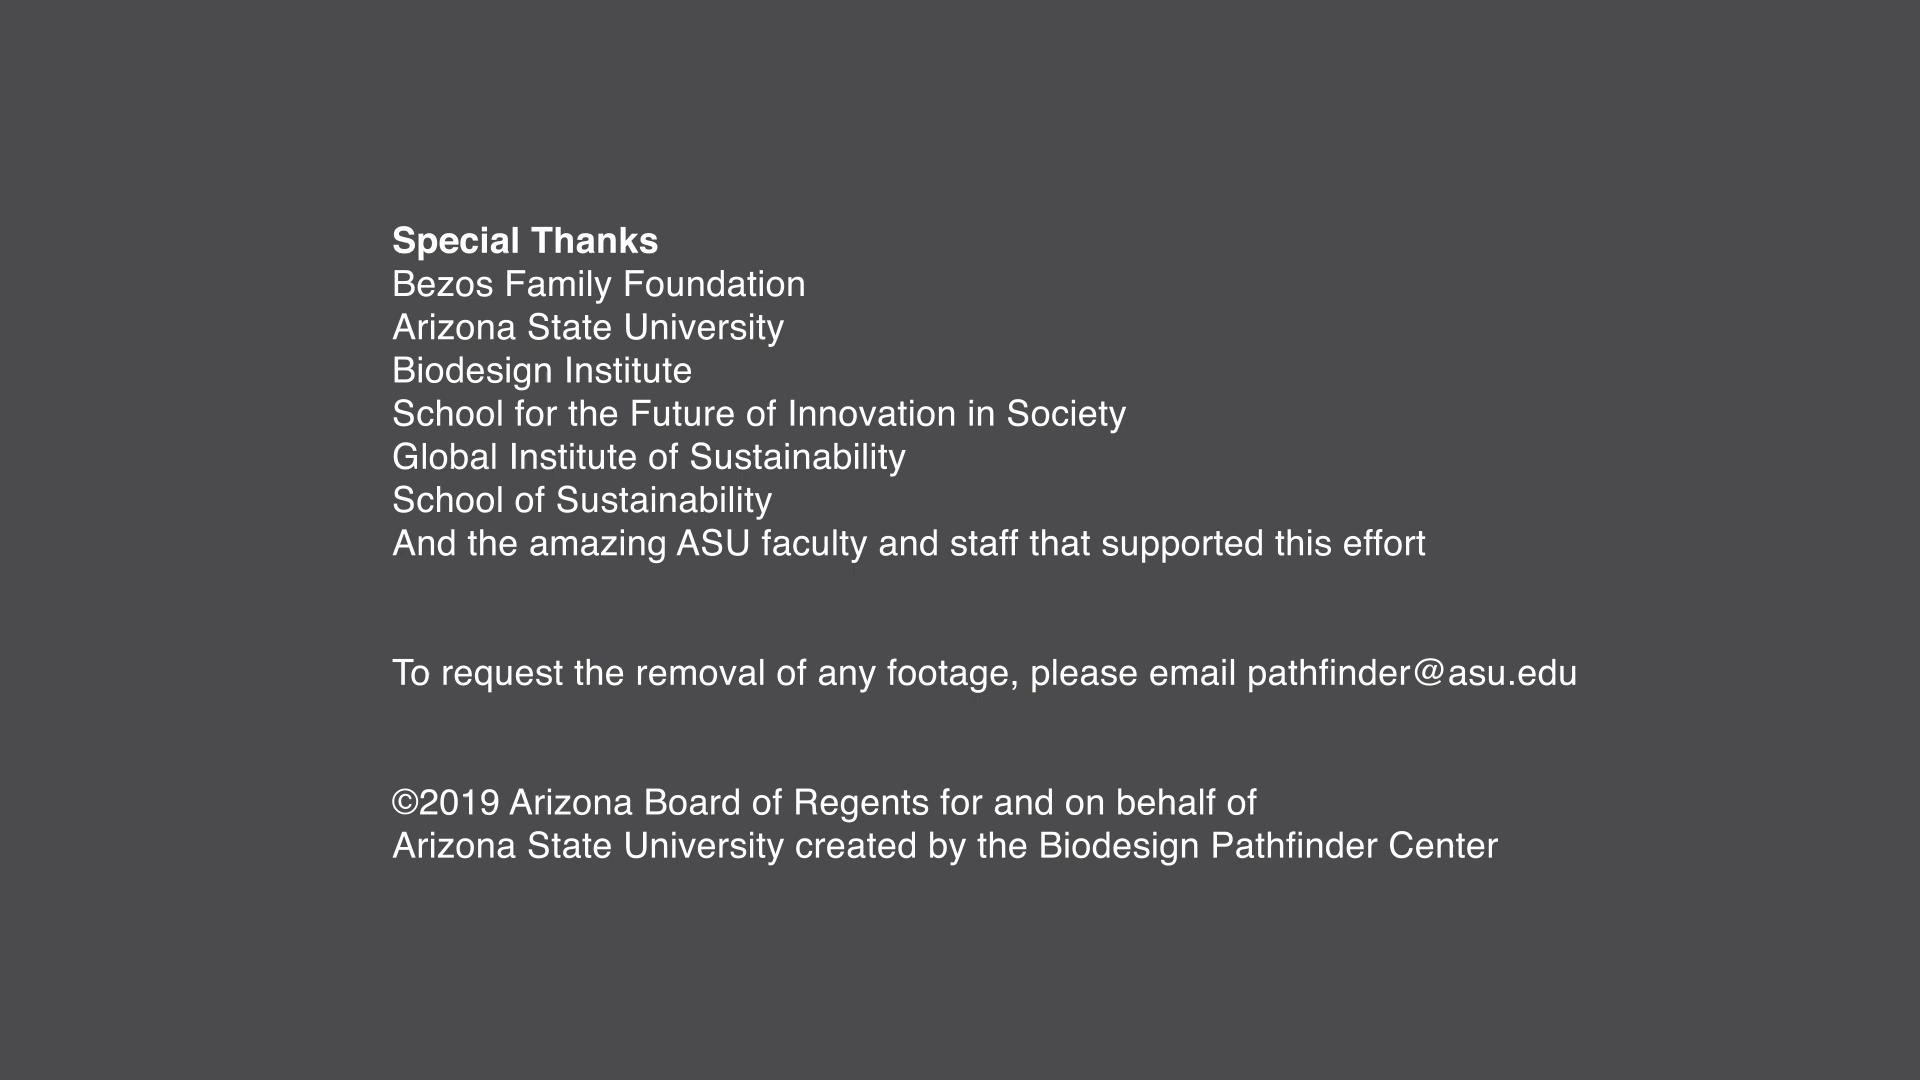 Special Thanks
Bezos Family Foundation
Arizona State University
Biodesign Institute
School for the Future of Innovation in Society
Global Institute of Sustainability
School of Sustainability
And the amazing ASU faculty and staff that supported this effort
To request the removal of any footage, please email pathfinder@asu.edu
©2019 Arizona Board of Regents for and on behalf of
Arizona State University created by the Biodesign Pathfinder Center